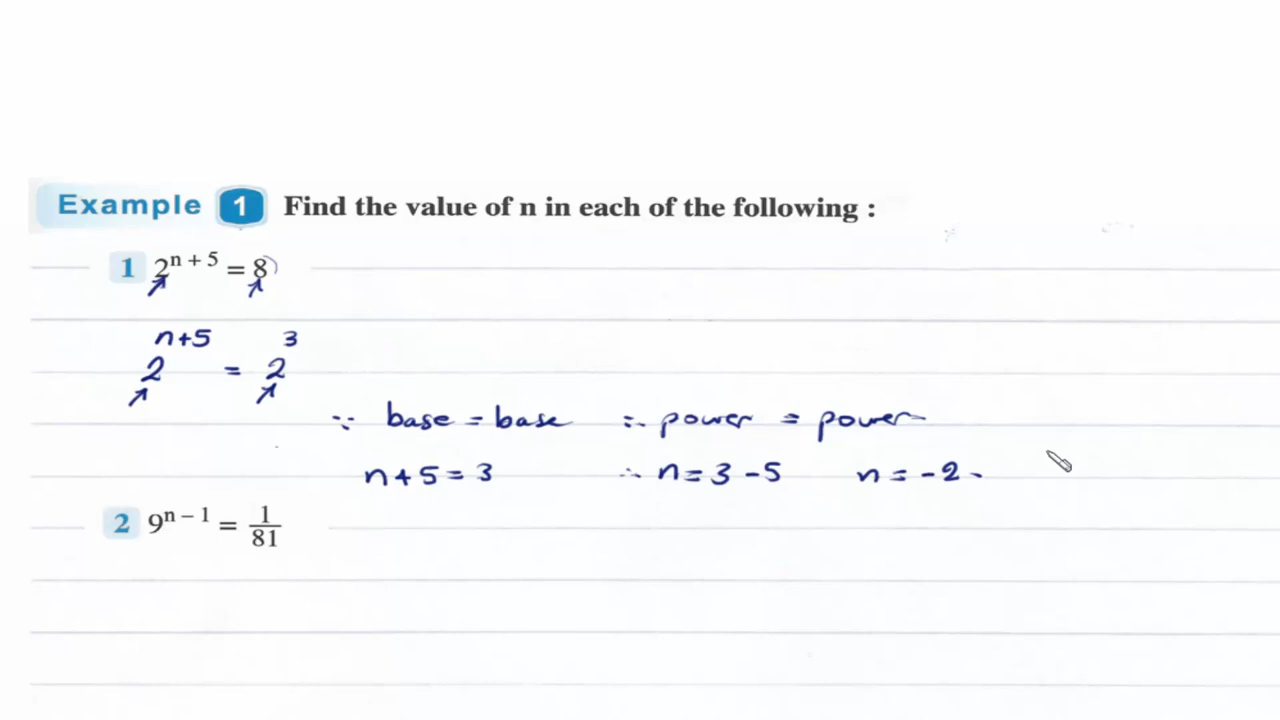 Example 1 Find the value of n in each of the following :
1 2^{n + 5} = 8
2^{n+5} = 2^3
∵ base = base ∴ power = power
n + 5 = 3 ∴ n = 3 - 5 n = -2
2 9^{n - 1} = \frac{1}{81}